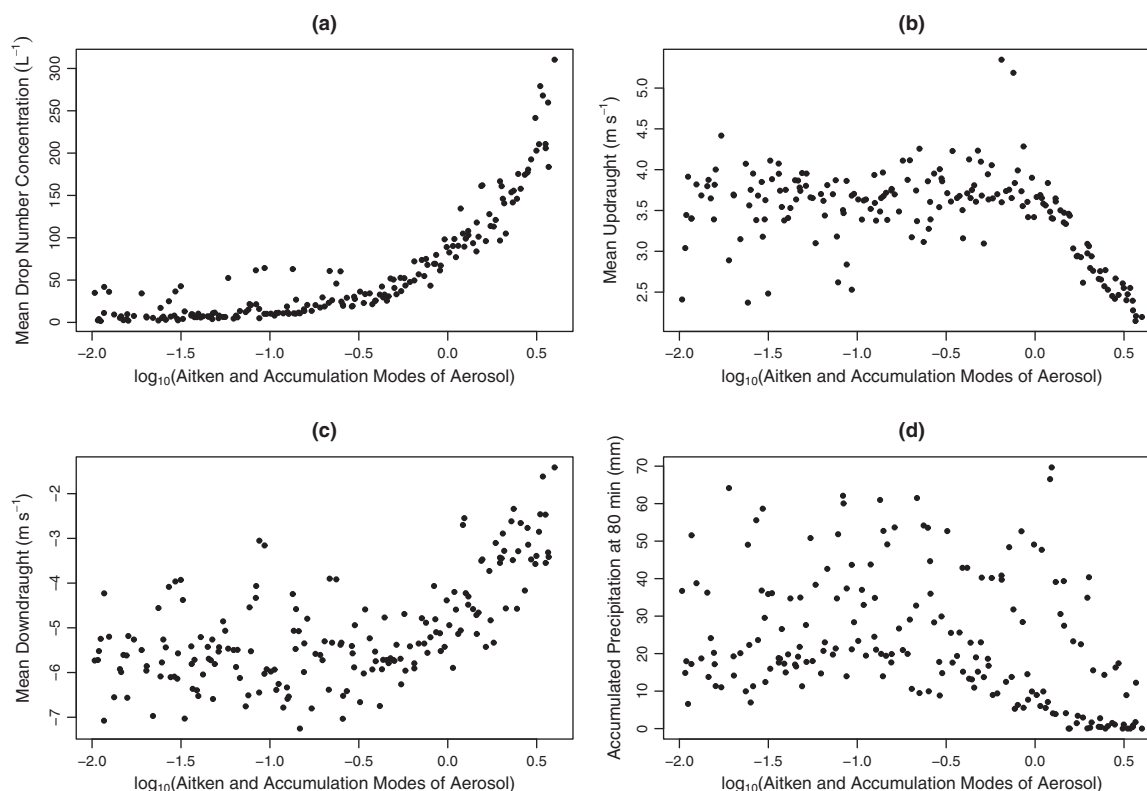 (a)
Mean Drop Number Concentration (L⁻¹)
300
250
200
150
100
50
0
−2.0 −1.5 −1.0 −0.5 0.0 0.5
log₁₀(Aitken and Accumulation Modes of Aerosol)
(b)
Mean Updraught (m s⁻¹)
5.0
4.5
4.0
3.5
3.0
2.5
−2.0 −1.5 −1.0 −0.5 0.0 0.5
log₁₀(Aitken and Accumulation Modes of Aerosol)
(c)
Mean Downdraught (m s⁻¹)
−2
−3
−4
−5
−6
−7
−2.0 −1.5 −1.0 −0.5 0.0 0.5
log₁₀(Aitken and Accumulation Modes of Aerosol)
(d)
Accumulated Precipitation at 80 min (mm)
70
60
50
40
30
20
10
0
−2.0 −1.5 −1.0 −0.5 0.0 0.5
log₁₀(Aitken and Accumulation Modes of Aerosol)